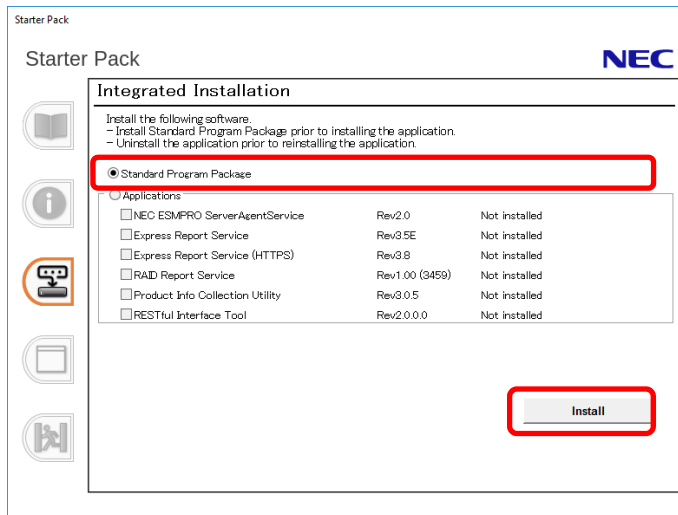 Starter Pack
Starter Pack
NEC
Integrated Installation
Install the following software.
- Install Standard Program Package prior to installing the application.
- Uninstall the application prior to reinstalling the application.
Standard Program Package
Applications
NEC ESMPRO ServerAgentService Rev2.0 Not installed
Express Report Service Rev3.5E Not installed
Express Report Service (HTTPS) Rev3.8 Not installed
RAID Report Service Rev1.00 (3459) Not installed
Product Info Collection Utility Rev3.0.5 Not installed
RESTful Interface Tool Rev2.0.0.0 Not installed
Install